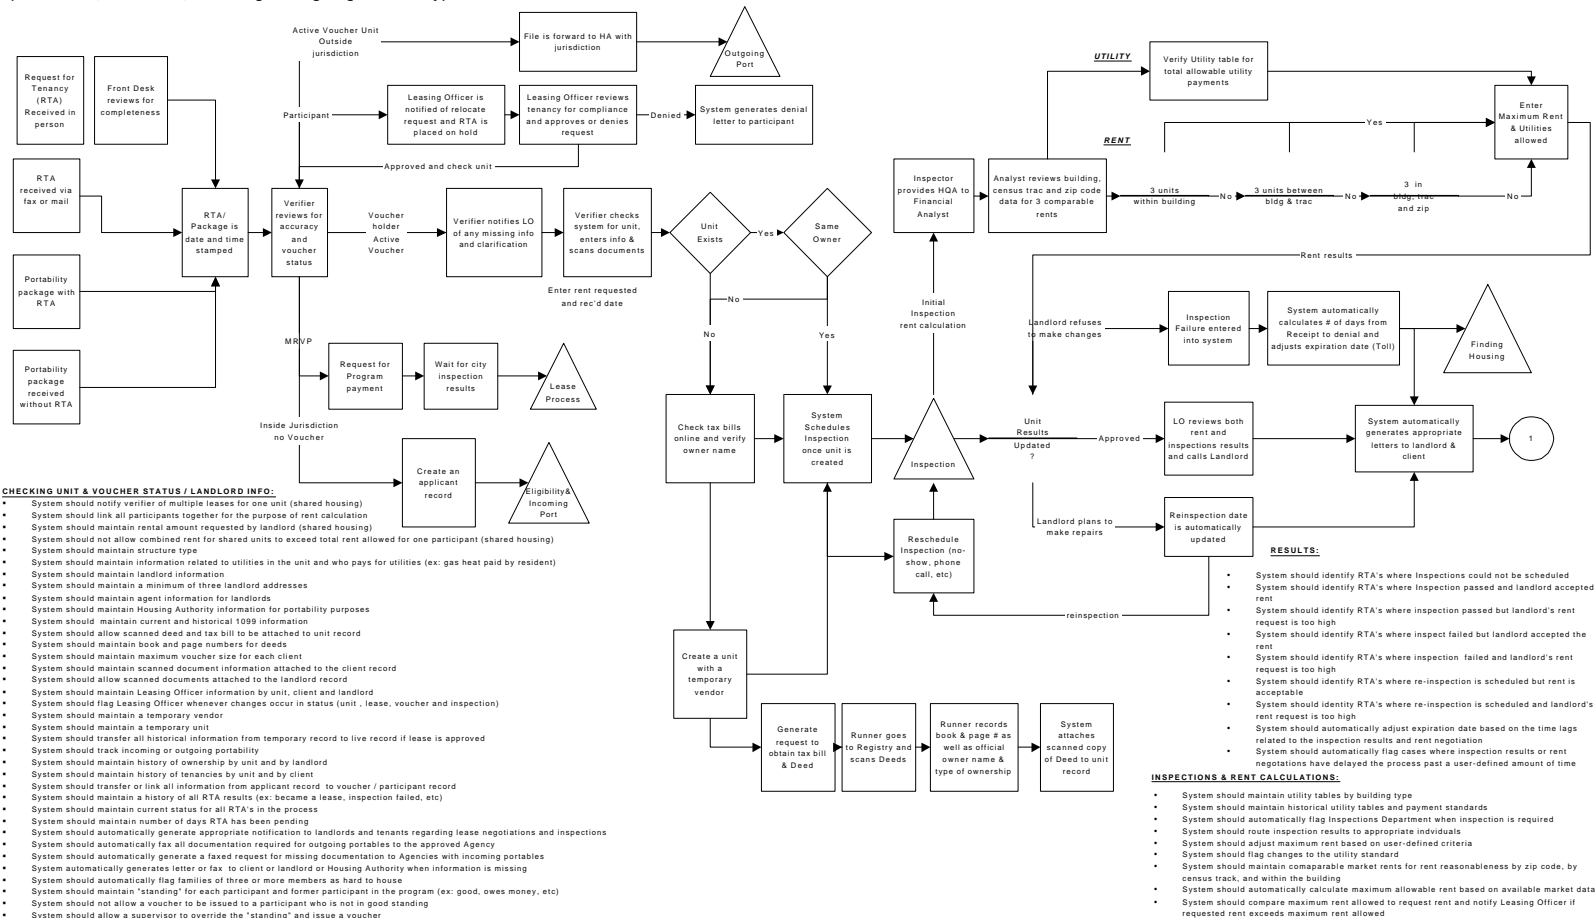 Active Voucher Unit
Outside
jurisdiction
File is forward to HA with
jurisdiction
Outgoing
Port
UTILITY
Verify Utility table for
total allowable utility
payments
Request for
Tenancy
(RTA)
Received in
person
Front Desk
reviews for
completeness
Participant
Leasing Officer is
notified of relocate
request and RTA is
placed on hold
Leasing Officer reviews
tenancy for compliance
and approves or denies
request
Denied
System generates denial
letter to participant
Enter
Maximum Rent
& Utilities
allowed
Yes
RENT
Approved and check unit
RTA
received via
fax or mail
RTA/
Package is
date and time
stamped
Verifier
reviews for
accuracy
and
voucher
status
Voucher
holder
Active
Voucher
Verifier notifies LO
of any missing info
and clarification
Verifier checks
system for unit,
enters info &
scans documents
Enter rent requested
and rec'd date
Unit
Exists
Yes
Same
Owner
Inspector
provides HQA to
Financial
Analyst
Analyst reviews building,
census trac and zip code
data for 3 comparable
rents
3 units
within building
No
3 units between
bldg & trac
No
3 in
bldg, trac
and zip
No
Rent results
Portability
package with
RTA
No
No
Yes
Initial
Inspection
rent calculation
Landlord refuses
to make changes
Inspection
Failure entered
into system
System automatically
calculates # of days from
Receipt to denial and
adjusts expiration date (Toll)
Finding
Housing
MRVP
Request for
Program
payment
Wait for city
inspection
results
Lease
Process
Portability
package
received
without RTA
Inside Jurisdiction
no Voucher
Create an
applicant
record
Eligibility&
Incoming
Port
Check tax bills
online and verify
owner name
System
Schedules
Inspection
once unit is
created
Inspection
Unit
Results
Updated
?
Approved
LO reviews both
rent and
inspections results
and calls Landlord
System automatically
generates appropriate
letters to landlord &
client
1
Landlord plans to
make repairs
Reinspection date
is automatically
updated
Reschedule
Inspection (no-
show, phone
call, etc)
reinspection
Create a unit
with a
temporary
vendor
Generate
request to
obtain tax bill
& Deed
Runner goes
to Registry and
scans Deeds
Runner records
book & page # as
well as official
owner name &
type of ownership
System
attaches
scanned copy
of Deed to unit
record
CHECKING UNIT & VOUCHER STATUS / LANDLORD INFO:
▪ System should notify verifier of multiple leases for one unit (shared housing)
▪ System should link all participants together for the purpose of rent calculation
▪ System should maintain rental amount requested by landlord (shared housing)
▪ System should not allow combined rent for shared units to exceed total rent allowed for one participant (shared housing)
▪ System should maintain structure type
▪ System should maintain information related to utilities in the unit and who pays for utilities (ex: gas heat paid by resident)
▪ System should maintain landlord information
▪ System should maintain a minimum of three landlord addresses
▪ System should maintain agent information for landlords
▪ System should maintain Housing Authority information for portability purposes
▪ System should maintain current and historical 1099 information
▪ System should allow scanned deed and tax bill to be attached to unit record
▪ System should maintain book and page numbers for deeds
▪ System should maintain maximum voucher size for each client
▪ System should maintain scanned document information attached to the client record
▪ System should allow scanned documents attached to the landlord record
▪ System should maintain Leasing Officer information by unit, client and landlord
▪ System should flag Leasing Officer whenever changes occur in status (unit , lease, voucher and inspection)
▪ System should maintain a temporary vendor
▪ System should maintain a temporary unit
▪ System should transfer all historical information from temporary record to live record if lease is approved
▪ System should track incoming or outgoing portability
▪ System should maintain history of ownership by unit and by landlord
▪ System should maintain history of tenancies by unit and by client
▪ System should transfer or link all information from applicant record to voucher / participant record
▪ System should maintain a history of all RTA results (ex: became a lease, inspection failed, etc)
▪ System should maintain current status for all RTA's in the process
▪ System should maintain number of days RTA has been pending
▪ System should automatically generate appropriate notification to landlords and tenants regarding lease negotiations and inspections
▪ System should automatically fax all documentation required for outgoing portables to the approved Agency
▪ System should automatically generate a faxed request for missing documentation to Agencies with incoming portables
▪ System automatically generates letter or fax to client or landlord or Housing Authority when information is missing
▪ System should automatically flag families of three or more members as hard to house
▪ System should maintain "standing" for each participant and former participant in the program (ex: good, owes money, etc)
▪ System should not allow a voucher to be issued to a participant who is not in good standing
▪ System should allow a supervisor to override the "standing" and issue a voucher
RESULTS:
• System should identify RTA's where Inspections could not be scheduled
• System should identify RTA's where Inspection passed and landlord accepted
rent
• System should identify RTA's where inspection passed but landlord's rent
request is too high
• System should identify RTA's where inspect failed but landlord accepted the
rent
• System should identify RTA's where inspection failed and landlord's rent
request is too high
• System should identify RTA's where re-inspection is scheduled but rent is
acceptable
• System should identify RTA's where re-inspection is scheduled and landlord's
rent request is too high
• System should automatically adjust expiration date based on the time lags
related to the inspection results and rent negotiation
• System should automatically flag cases where inspection results or rent
negotations have delayed the process past a user-defined amount of time
INSPECTIONS & RENT CALCULATIONS:
• System should maintain utility tables by building type
• System should maintain historical utility tables and payment standards
• System should automatically flag Inspections Department when inspection is required
• System should route inspection results to appropriate indviduals
• System should adjust maximum rent based on user-defined criteria
• System should flag changes to the utility standard
• System should maintain comaparable market rents for rent reasonableness by zip code, by
census track, and within the building
• System should automatically calculate maximum allowable rent based on available market data
• System should compare maximum rent allowed to request rent and notify Leasing Officer if
requested rent exceeds maximum rent allowed